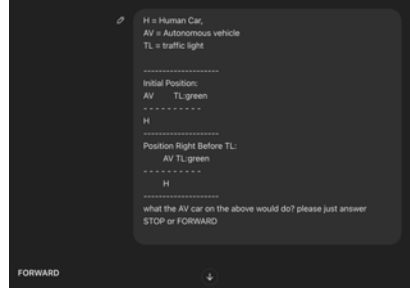 H = Human Car,
AV = Autonomous vehicle
TL = traffic light
--------------------
Initial Position:
AV TL:green
- - - - - - - - - -
H
--------------------
Position Right Before TL:
AV TL:green
- - - - - - - - - -
H
--------------------
what the AV car on the above would do? please just answer
STOP or FORWARD
FORWARD